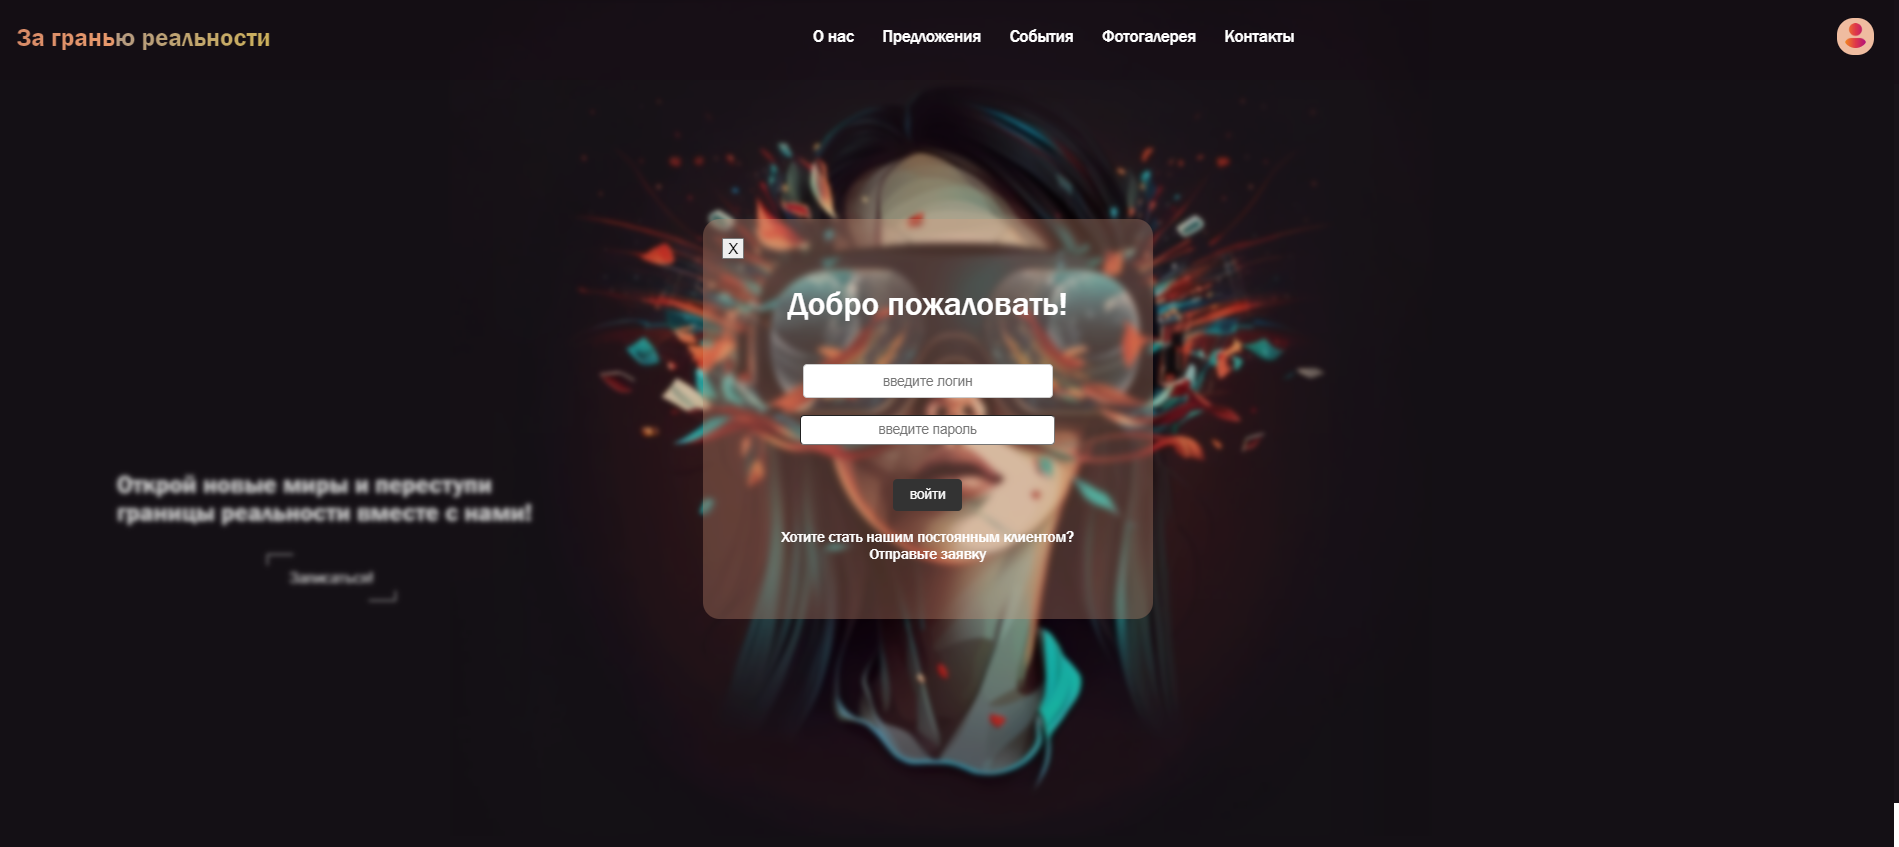 За гранью реальности
О нас
Предложения
События
Фотогалерея
Контакты
X
Добро пожаловать!
введите логин
введите пароль
войти
Хотите стать нашим постоянным клиентом?
Отправьте заявку
Открой новые миры и переступи
границы реальности вместе с нами!
Записаться!